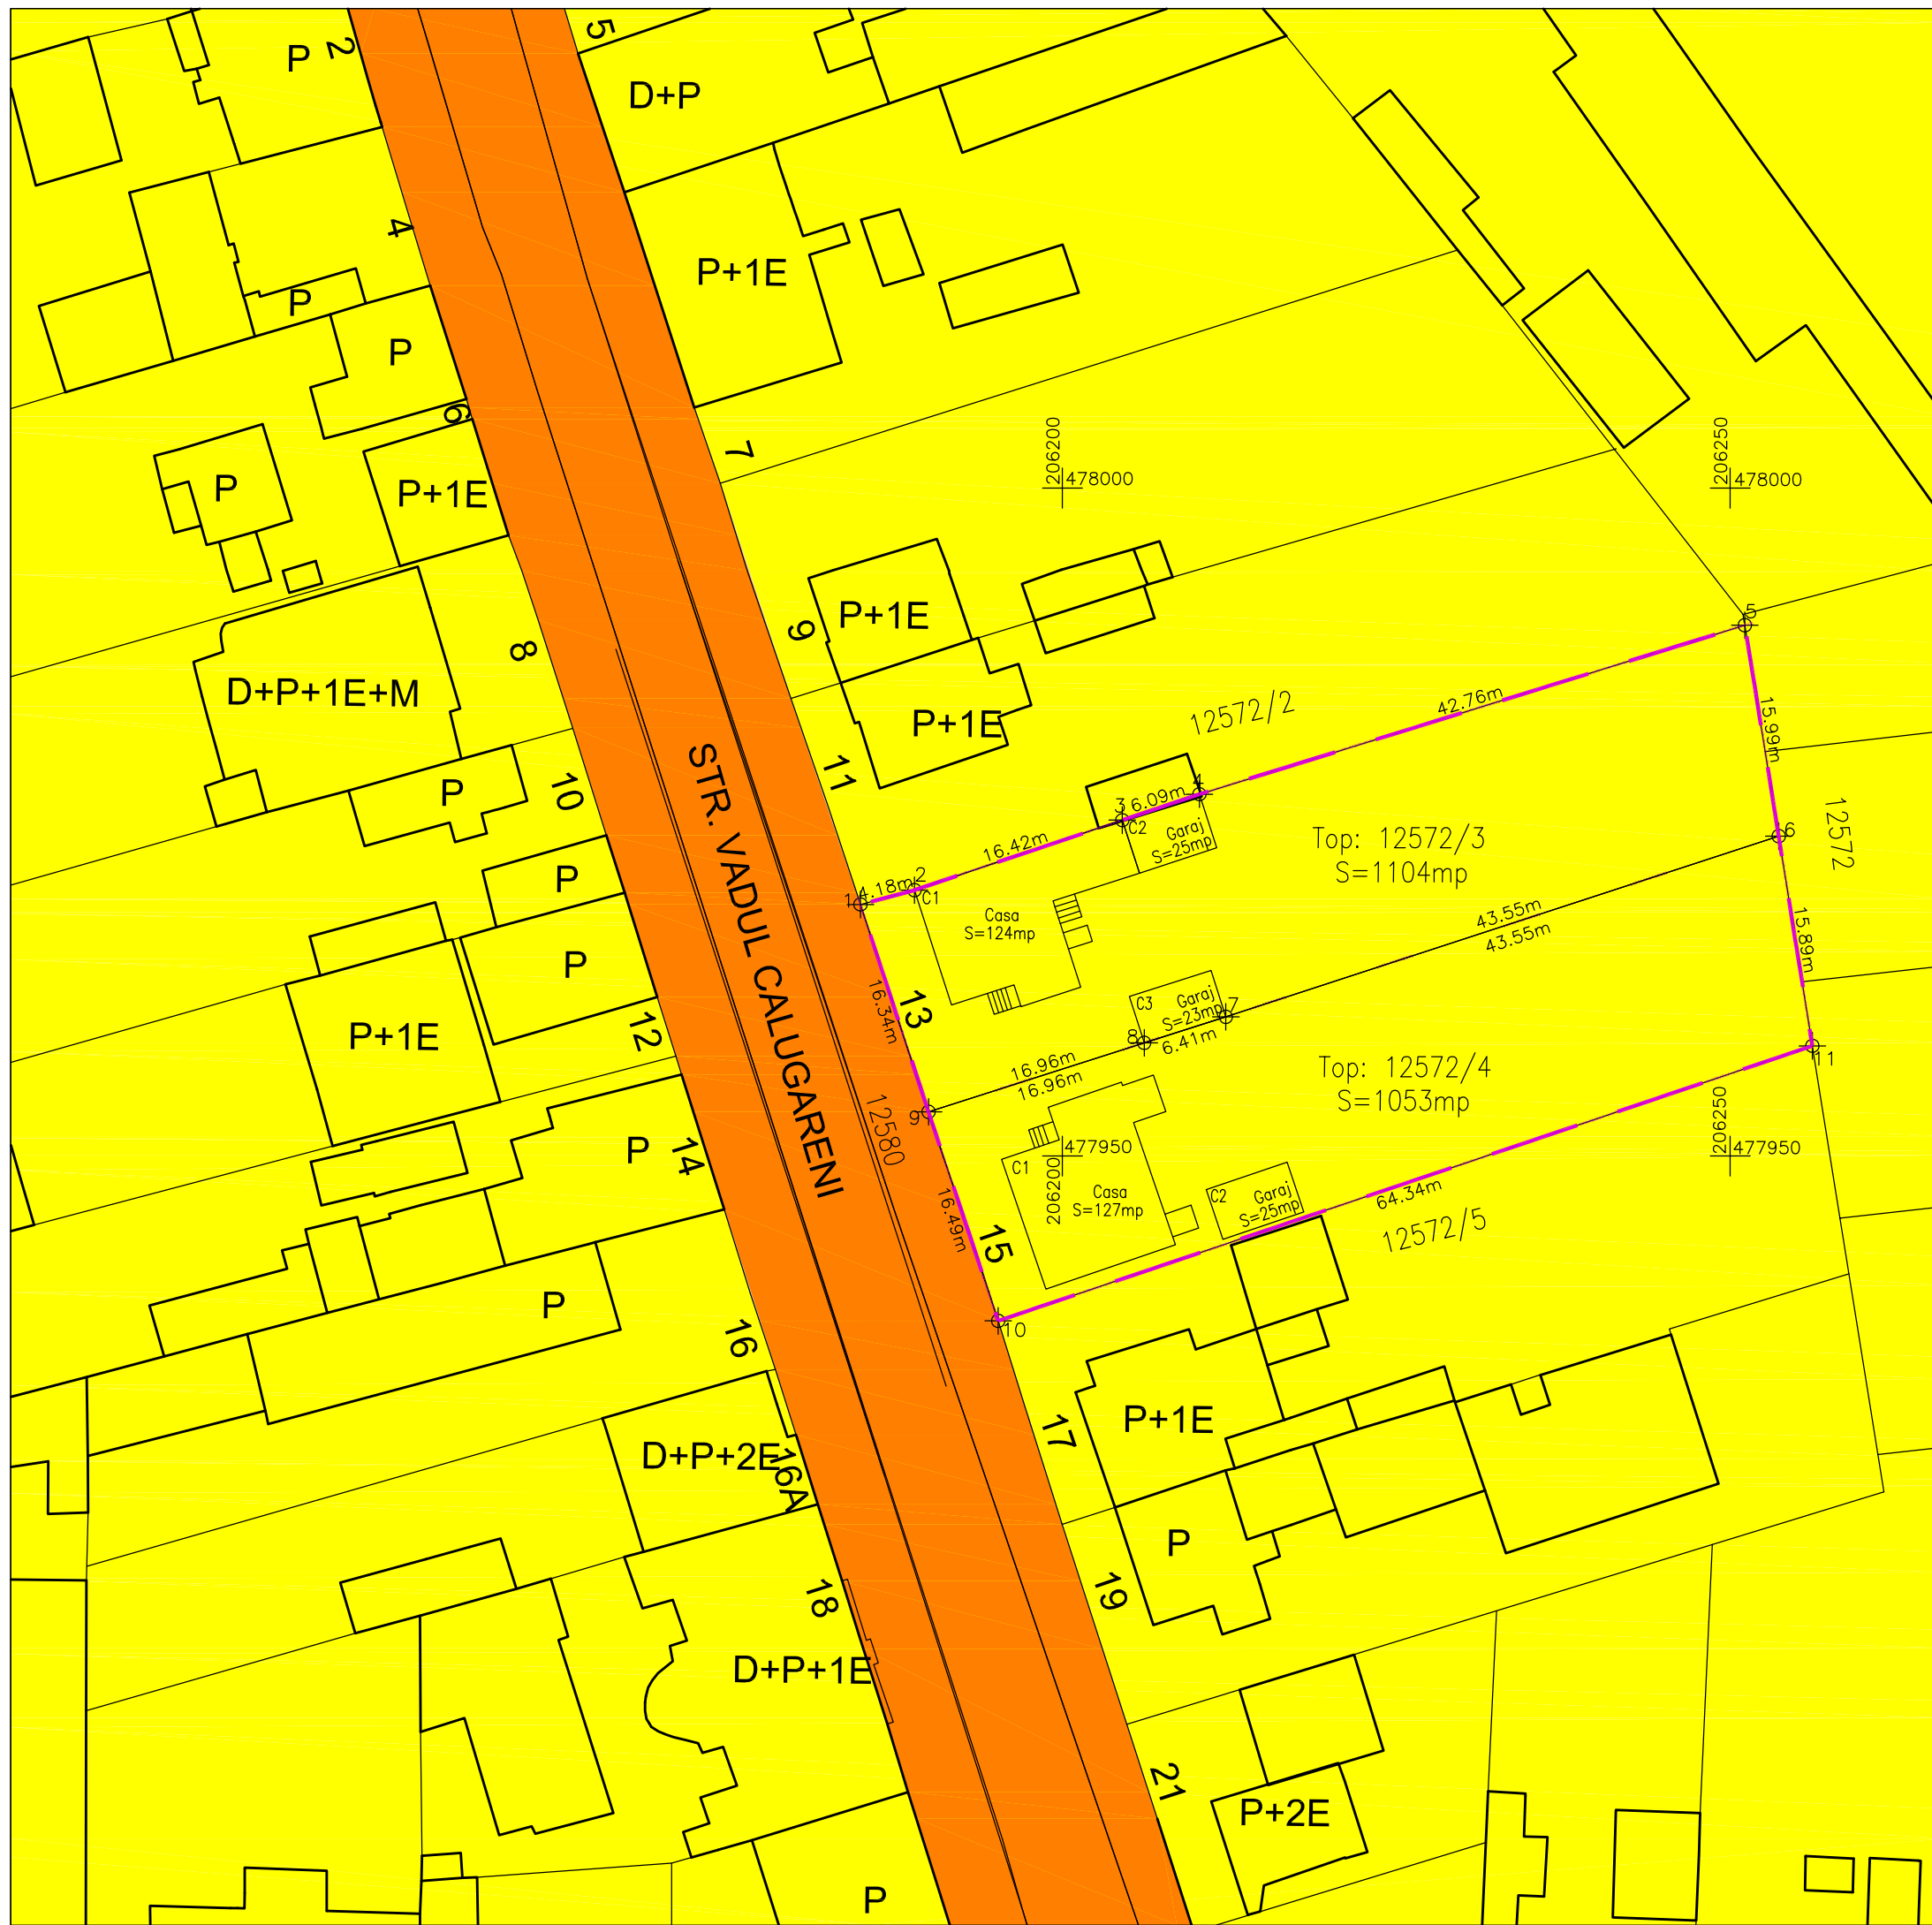 2
P
5
D+P
4
P
P
P+1E
6
7
P
P+1E
206200
478000
206250
478000
8
D+P+1E+M
9
P+1E
P+1E
11
10
P
12572/2
42.76m
5
15.99m
STR. VADUL CALUGARENI
1
4.18m
2
C1
16.42m
3
6.09m
4
C2
Garaj
S=25mp
Top: 12572/3
S=1104mp
6
12572
P
P
Casa
S=124mp
43.55m
43.55m
15.89m
16.34m
13
C3
Garaj
S=23mp
7
8
6.41m
12
P+1E
16.96m
16.96m
9
12580
11
Top: 12572/4
S=1053mp
14
P
C1
477950
206200
Casa
S=127mp
C2
Garaj
S=25mp
206250
477950
64.34m
12572/5
16.49m
15
10
P
16
17
P+1E
D+P+2E
16A
P
18
19
D+P+1E
21
P+2E
P